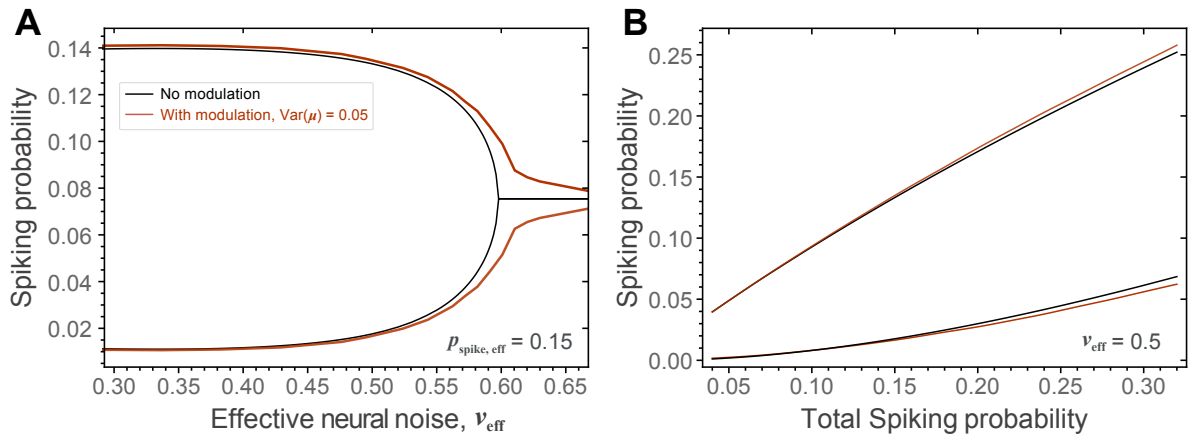 A
B
Spiking probability
0.14
0.12
0.10
0.08
0.06
0.04
0.02
No modulation
With modulation, Var(μ) = 0.05
p_spike, eff = 0.15
0.30 0.35 0.40 0.45 0.50 0.55 0.60 0.65
Effective neural noise, ν_eff
Spiking probability
0.25
0.20
0.15
0.10
0.05
0.00
ν_eff = 0.5
0.05 0.10 0.15 0.20 0.25 0.30
Total Spiking probability